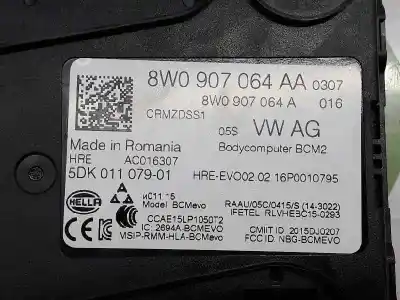 8W0 907 064 AA 0307
8W0 907 064 A 016
CRMZDSS1
05S VW AG
Made in Romania Bodycomputer BCM2
HRE AC016307
5DK 011 079-01 HRE-EVO02.02 16P0010795
HELLA
Model BCMevo RAAU/05C/0415/S (14-3022)
IFETEL: RLVHEBC15-0293
CCAE15LP1050T2
IC: 2694A-BCMevo CMIIT ID: 2015DJ0207
VISIP-RMM-HLA-BCMevo FCC ID: NBG-BCMEVO